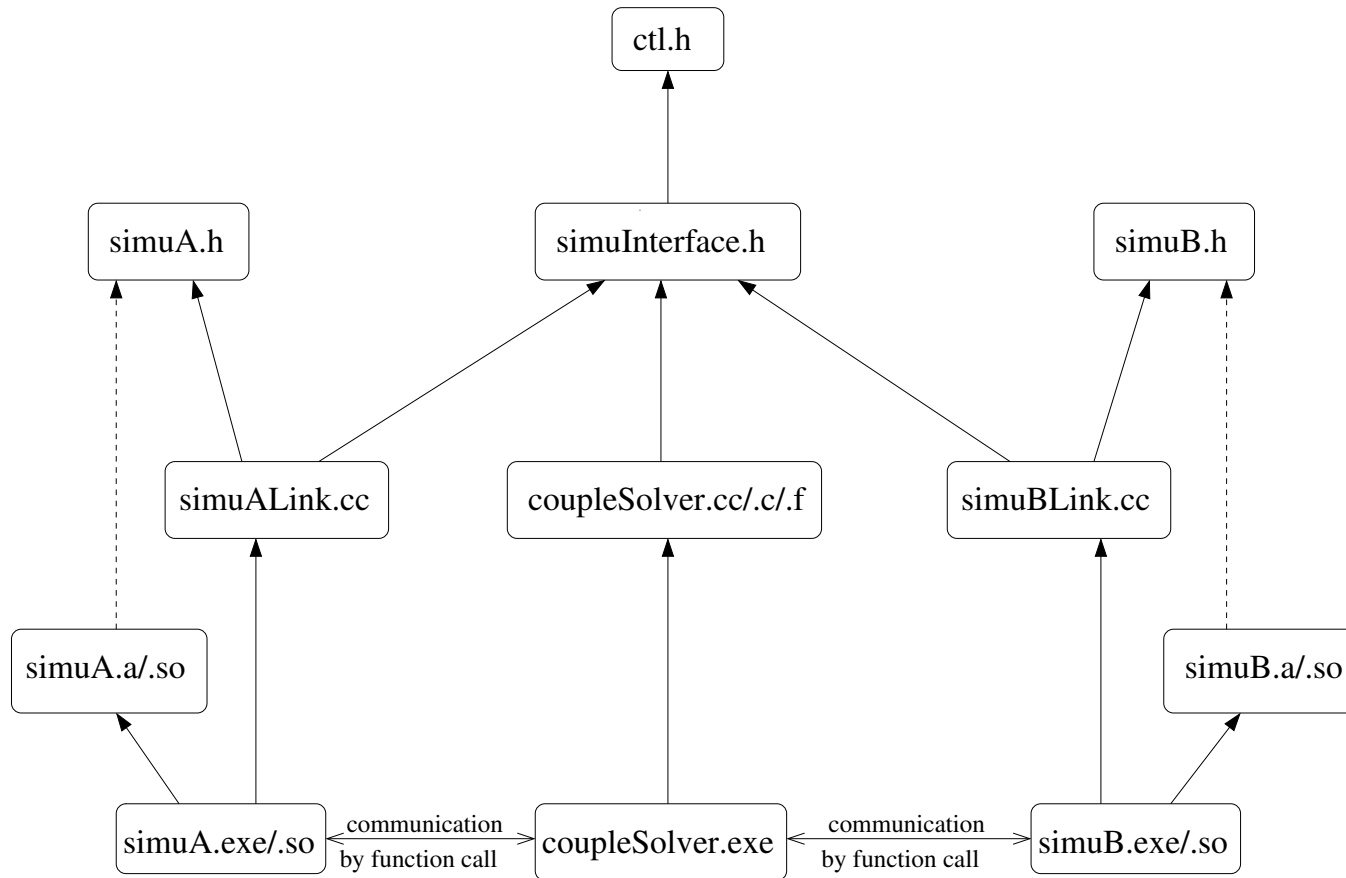 ctl.h
simuA.h
simuInterface.h
simuB.h
simuALink.cc
coupleSolver.cc/.c/.f
simuBLink.cc
simuA.a/.so
simuB.a/.so
simuA.exe/.so
communication
by function call
coupleSolver.exe
communication
by function call
simuB.exe/.so